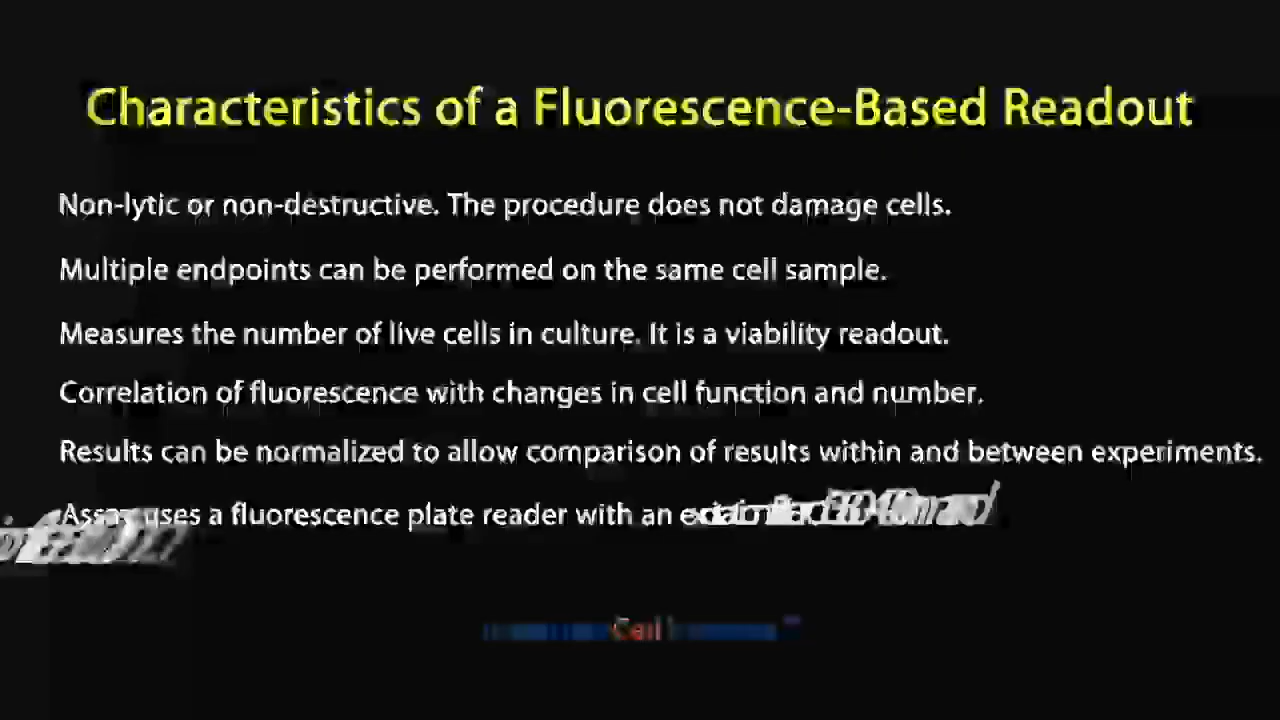 Characteristics of a Fluorescence-Based Readout
Non-lytic or non-destructive. The procedure does not damage cells.
Multiple endpoints can be performed on the same cell sample.
Measures the number of live cells in culture. It is a viability readout.
Correlation of fluorescence with changes in cell function and number.
Results can be normalized to allow comparison of results within and between experiments.
Assay uses a fluorescence plate reader with an
Cell